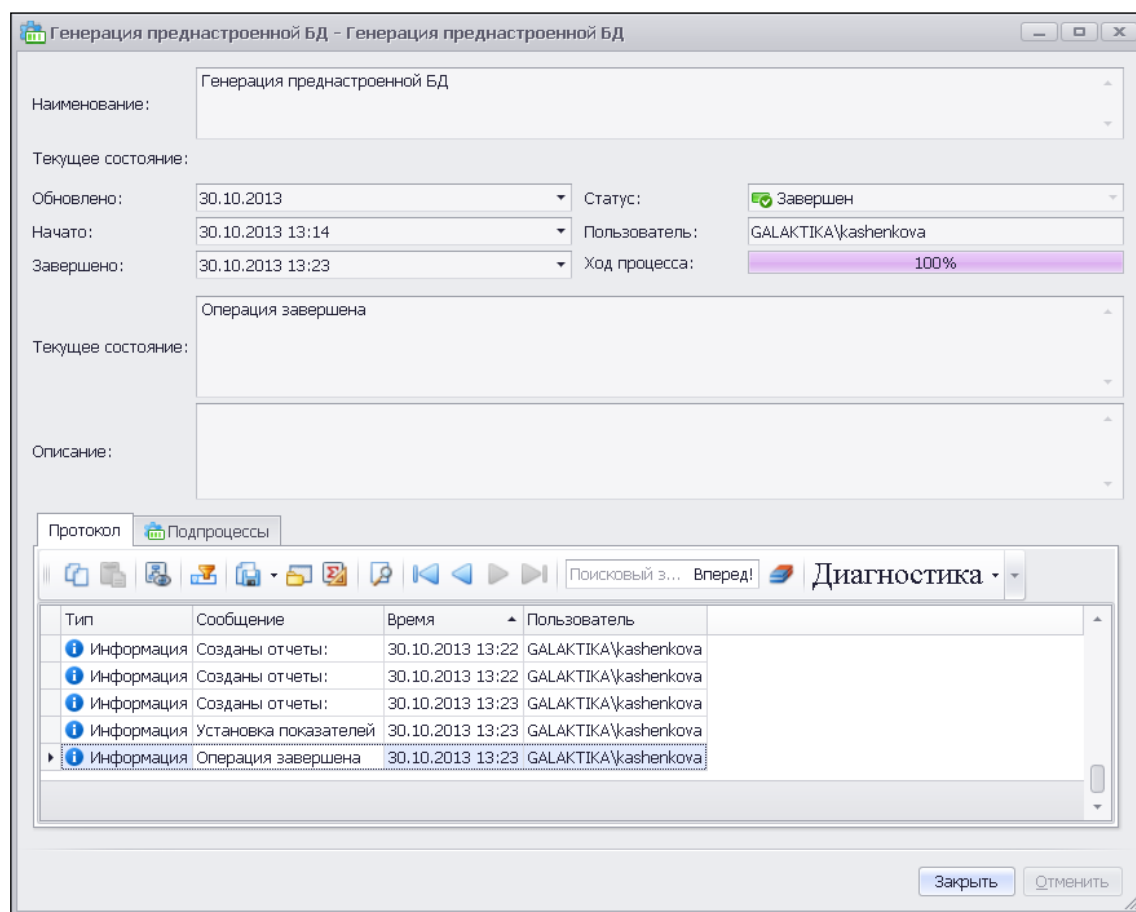 Генерация преднастроенной БД - Генерация преднастроенной БД
Наименование: Генерация преднастроенной БД
Текущее состояние:
Обновлено: 30.10.2013 Статус: Завершен
Начато: 30.10.2013 13:14 Пользователь: GALAKTIKA\kashenkova
Завершено: 30.10.2013 13:23 Ход процесса: 100%
Текущее состояние: Операция завершена
Описание:
Протокол Подпроцессы
Поисковый з... Вперед! Диагностика
Тип Сообщение Время Пользователь
Информация Созданы отчеты: 30.10.2013 13:22 GALAKTIKA\kashenkova
Информация Созданы отчеты: 30.10.2013 13:22 GALAKTIKA\kashenkova
Информация Созданы отчеты: 30.10.2013 13:23 GALAKTIKA\kashenkova
Информация Установка показателей 30.10.2013 13:23 GALAKTIKA\kashenkova
Информация Операция завершена 30.10.2013 13:23 GALAKTIKA\kashenkova
Закрыть Отменить